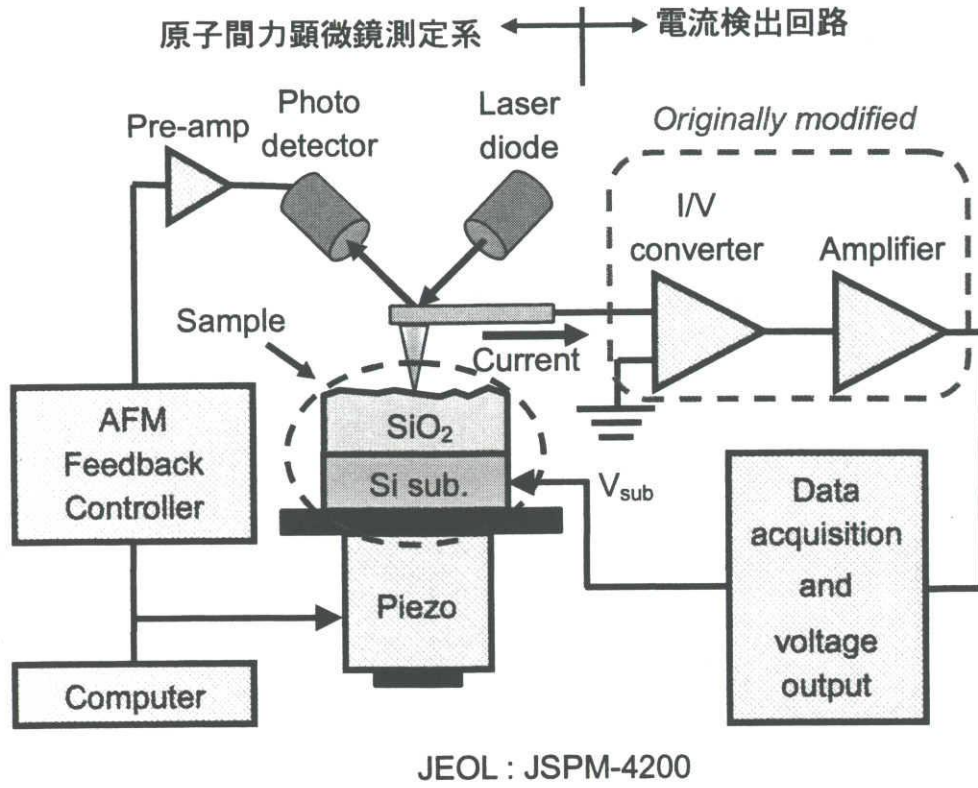 原子間力顕微鏡測定系
電流検出回路
Photo
detector
Laser
diode
Pre-amp
Originally modified
I/V
converter
Amplifier
Sample
Current
AFM
Feedback
Controller
SiO2
Si sub.
Vsub
Data
acquisition
and
voltage
output
Piezo
Computer
JEOL : JSPM-4200